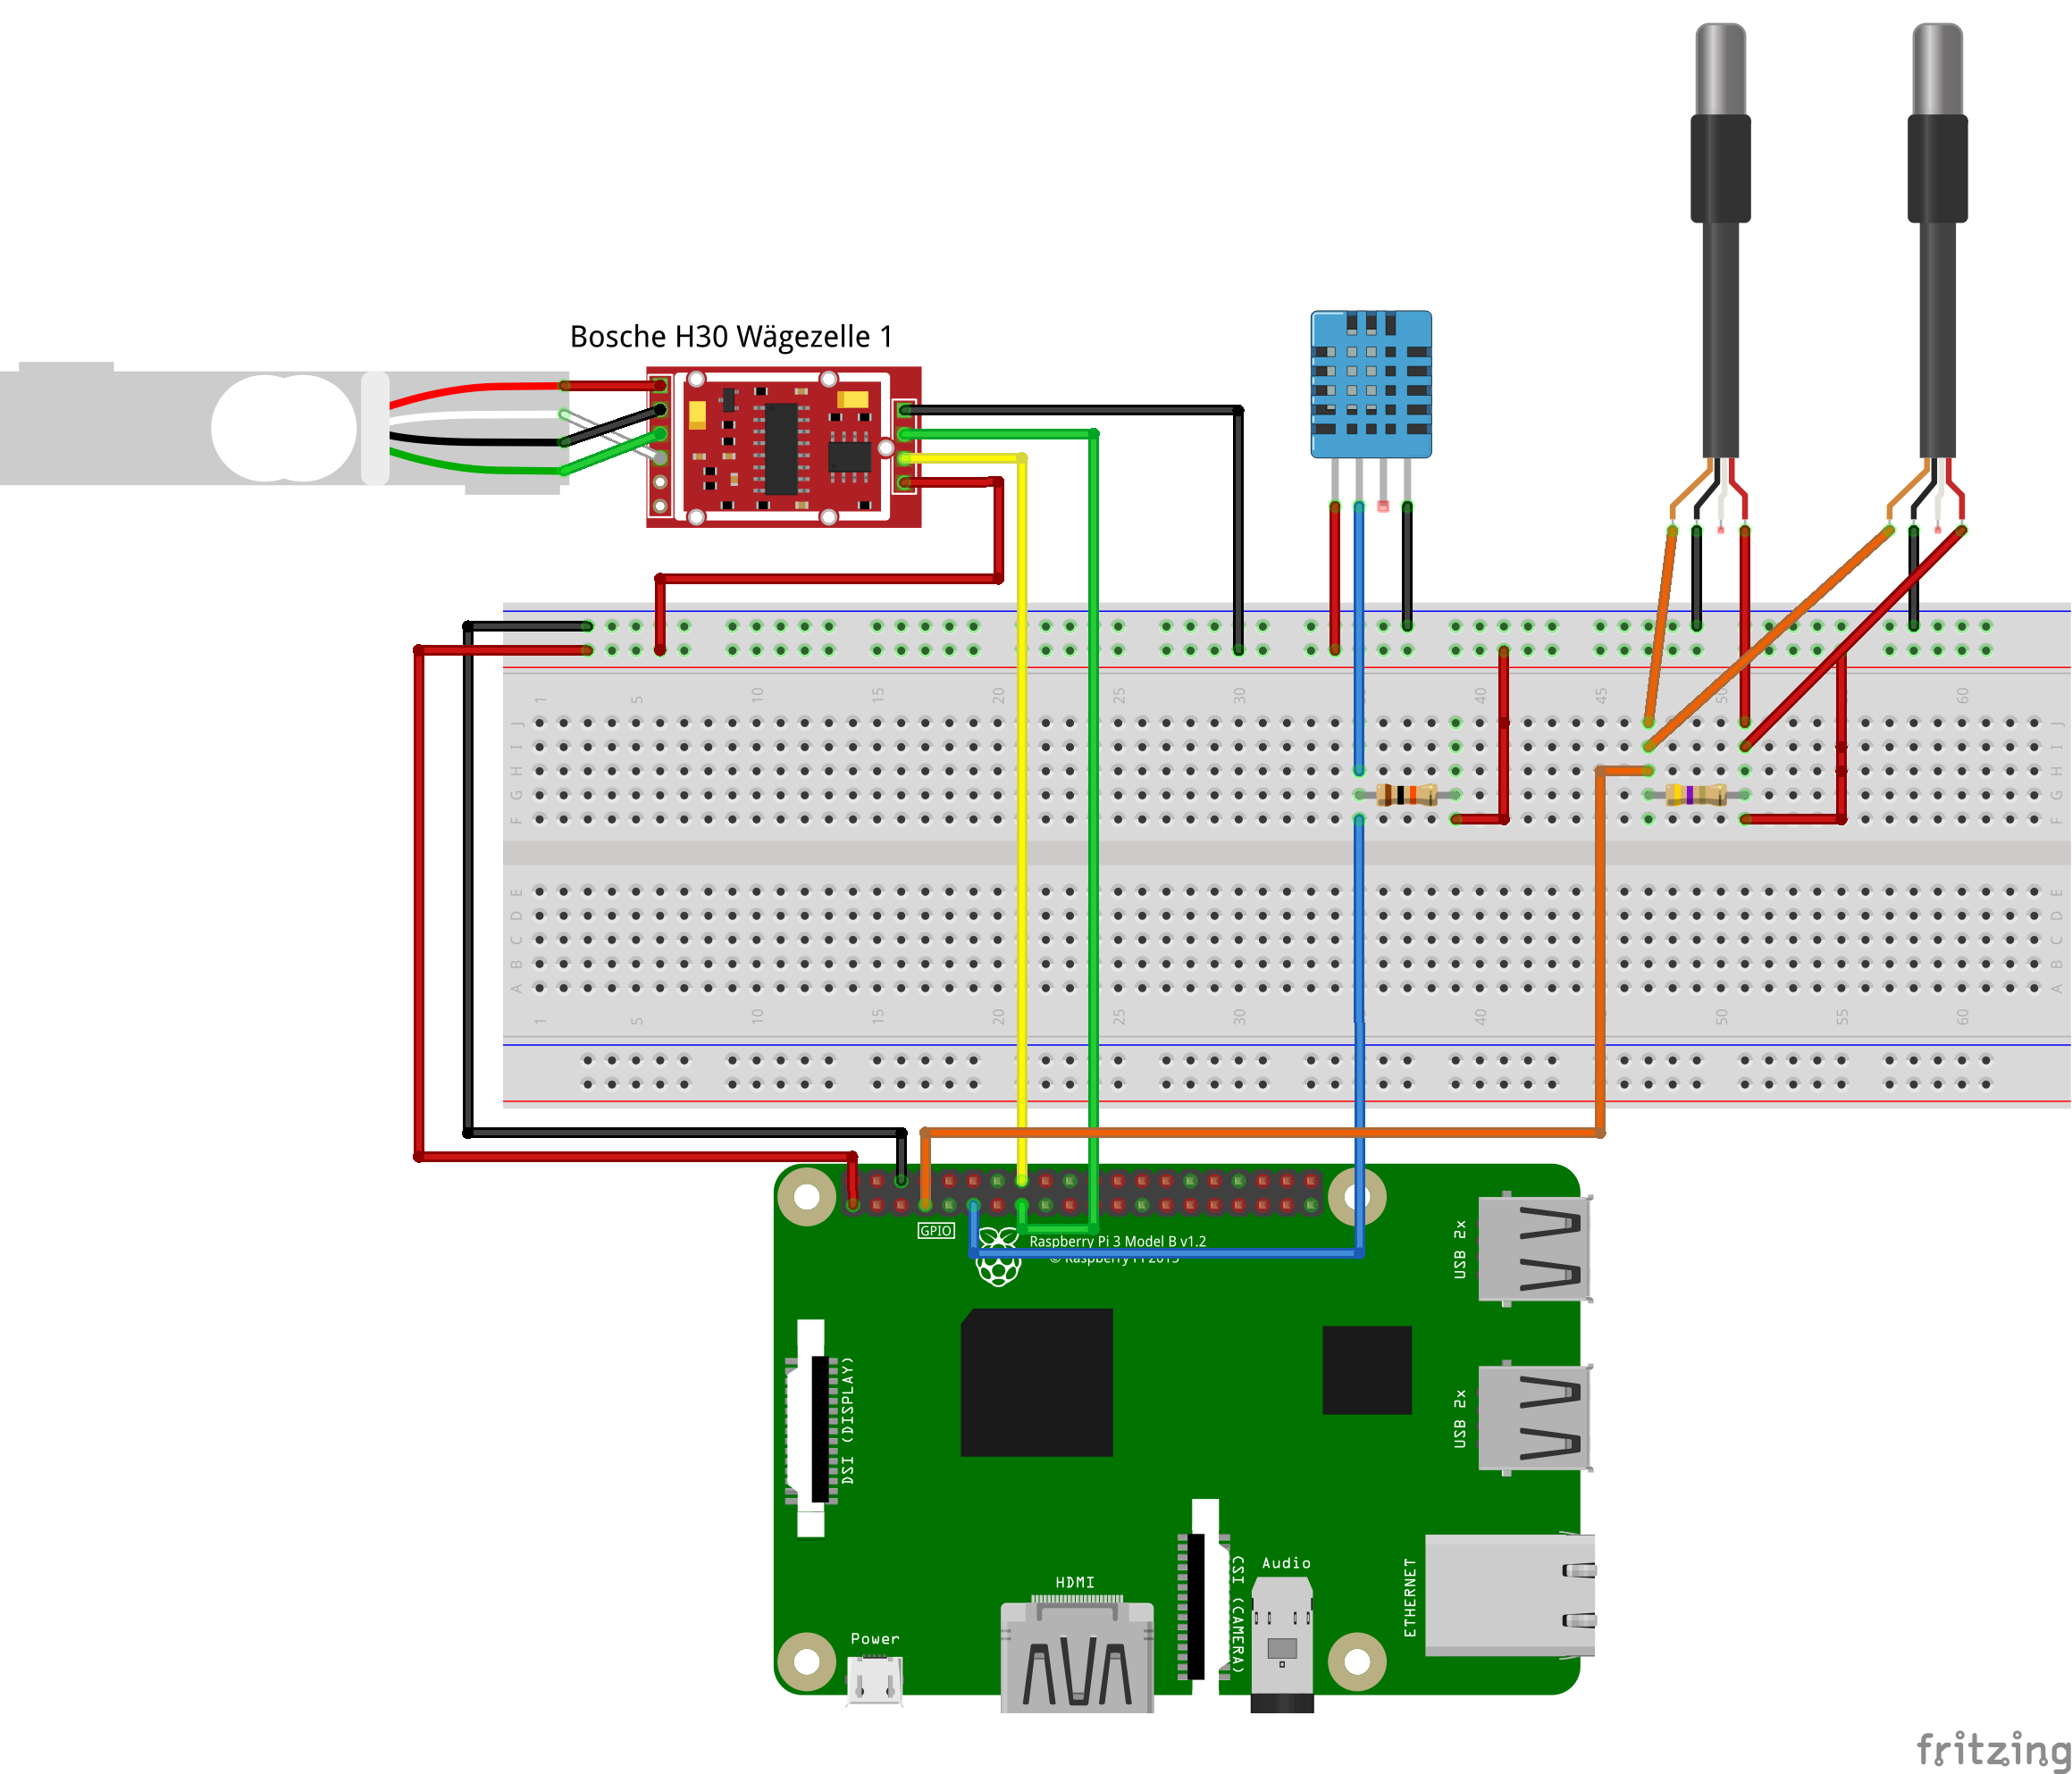 Bosche H30 Wägezelle 1
1 5 10 15 20 25 30 40 45 50 60
J J
I I
H H
G G
F F
E E
D D
C C
B B
A A
1 5 10 15 20 25 30 40 50 55 60
GPIO
Raspberry Pi 3 Model B v1.2
© Raspberry Pi 2015
USB 2x
USB 2x
DSI (DISPLAY)
CSI (CAMERA)
Audio
ETHERNET
HDMI
Power
fritzing